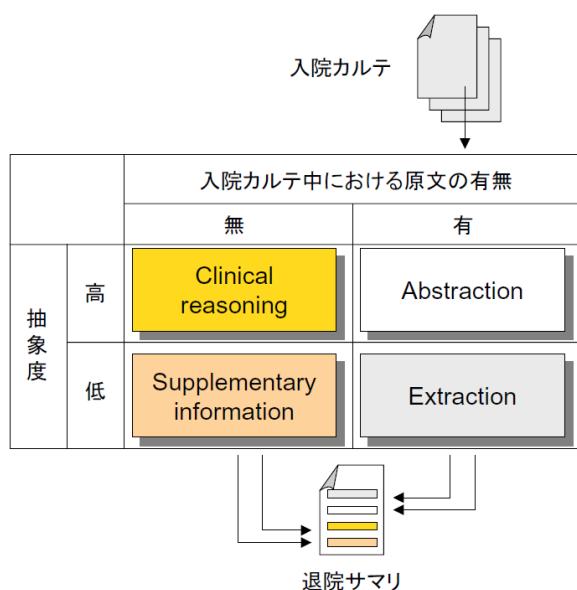 入院カルテ
入院カルテ中における原文の有無
無
有
抽象度
高
Clinical
reasoning
Abstraction
低
Supplementary
information
Extraction
退院サマリ